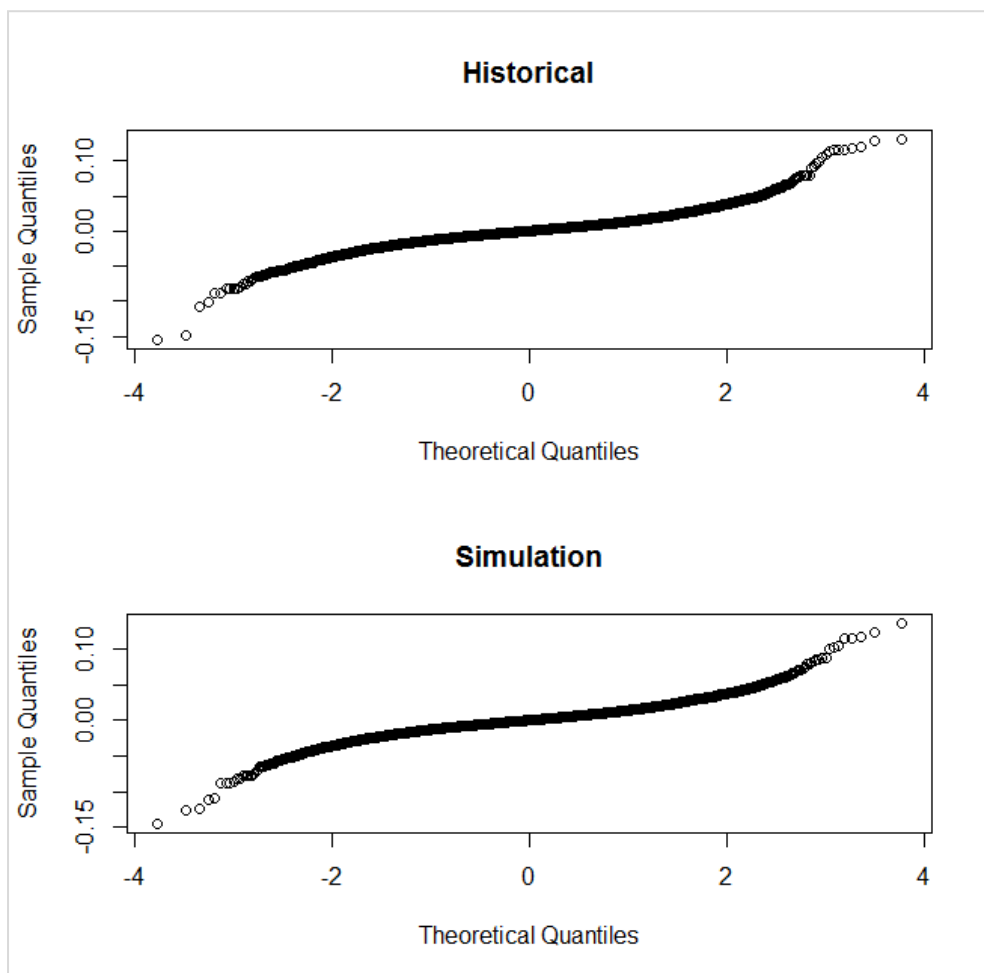 Historical
Sample Quantiles
0.10
0.00
-0.15
-4
-2
0
2
4
Theoretical Quantiles
Simulation
Sample Quantiles
0.10
0.00
-0.15
-4
-2
0
2
4
Theoretical Quantiles